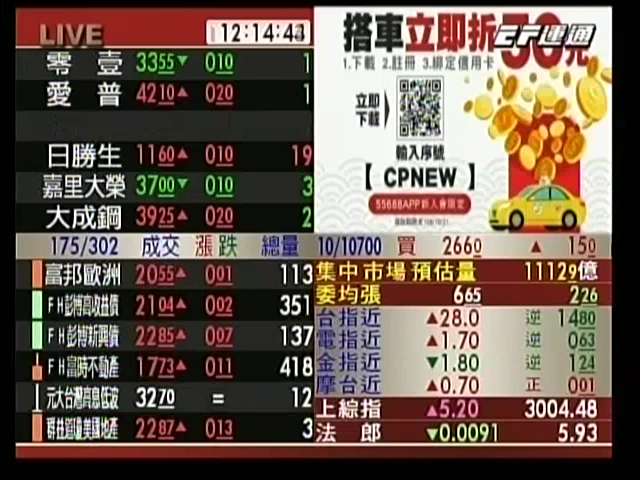 LIVE
12:14:43
零壹 3355▼ 010 1
愛普 4210▲ 020 1
日勝生 1160▲ 010 19
嘉里大榮 3700▼ 010 3
大成鋼 3925▲ 020 2
搭車立即折50元
EF東通
1.下載 2.註冊 3.綁定信用卡
立即
下載
輸入序號
【 CPNEW 】
55688APP新人會限定
175/302 成交 漲跌 總量
富邦歐洲 2055▲ 001 113
FH彭博高收益債 2104▲ 002 351
FH彭博新興債 2285▲ 007 137
FH富時不動產 1773▲ 011 418
元大台灣高息低波 3270 = 12
群益道瓊美國地產 2287▲ 013 3
10/10700 買 2660 ▲ 150
集中市場預估量 11129億
委均張 665 226
台指近 ▲28.0 逆 1480
電指近 ▲1.70 逆 063
金指近 ▼1.80 逆 124
摩台近 ▲0.70 正 001
上綜指 ▲5.20 3004.48
法郎 ▼0.0091 5.93